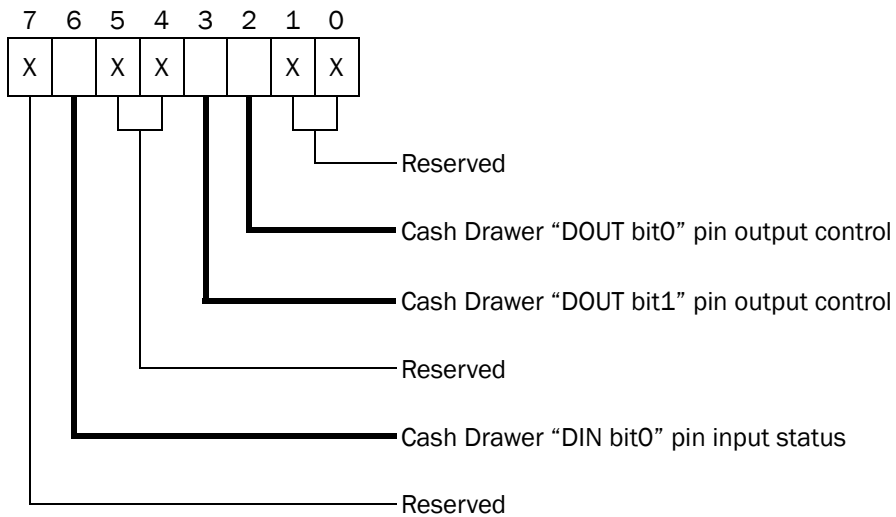 7 6 5 4 3 2 1 0
X X X X X
Reserved
Cash Drawer “DOUT bit0” pin output control
Cash Drawer “DOUT bit1” pin output control
Reserved
Cash Drawer “DIN bit0” pin input status
Reserved